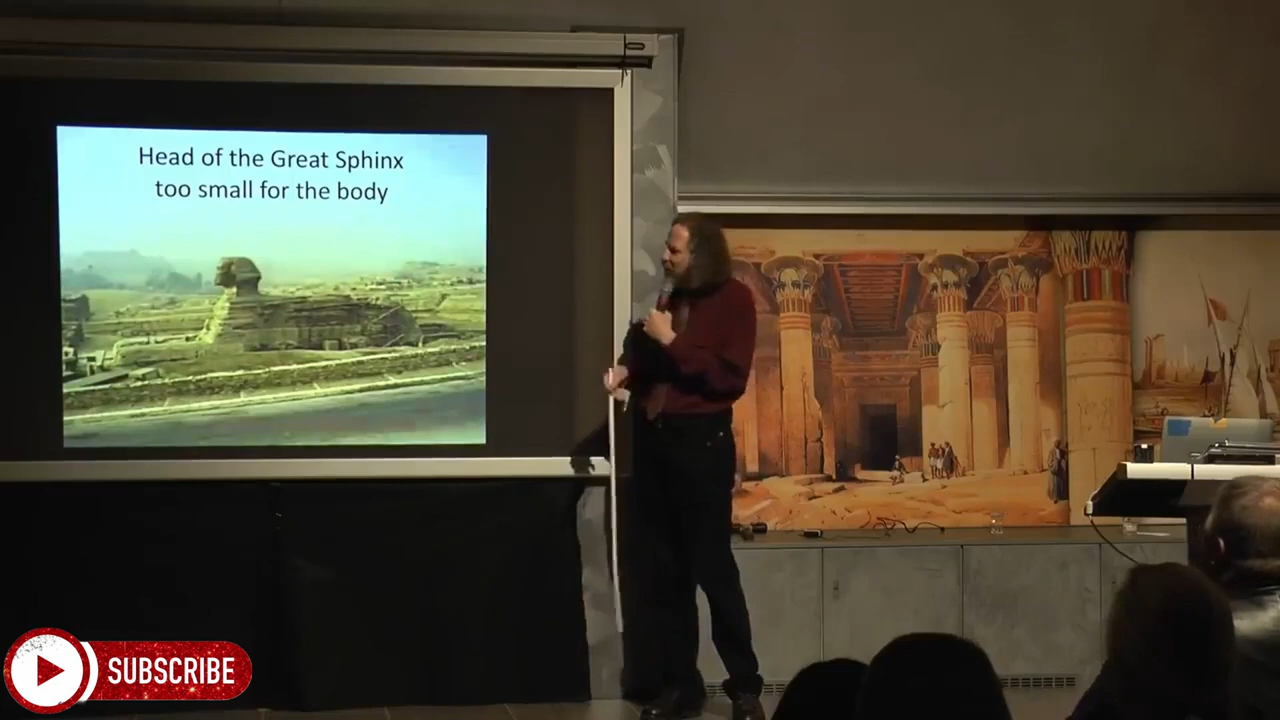 Head of the Great Sphinx
too small for the body
SUBSCRIBE